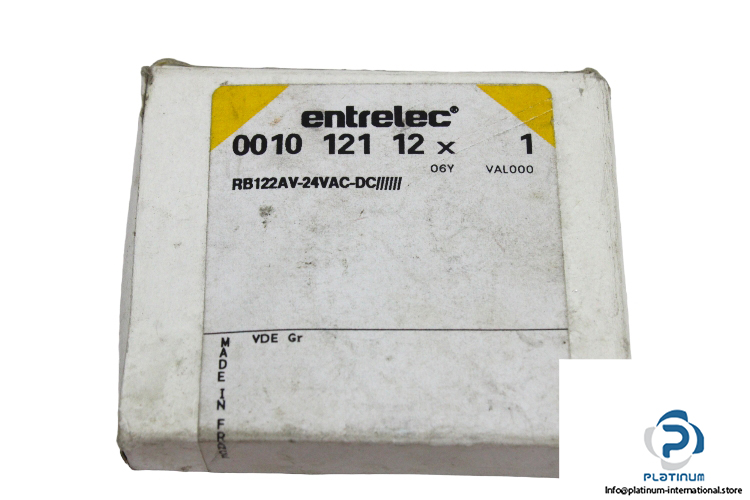 entrelec®
0010 121 12 x 1
06Y VAL000
RB122AV-24VAC-DC//////
VDE Gr
MADE IN
PLATINUM
Info@platinum-international.store